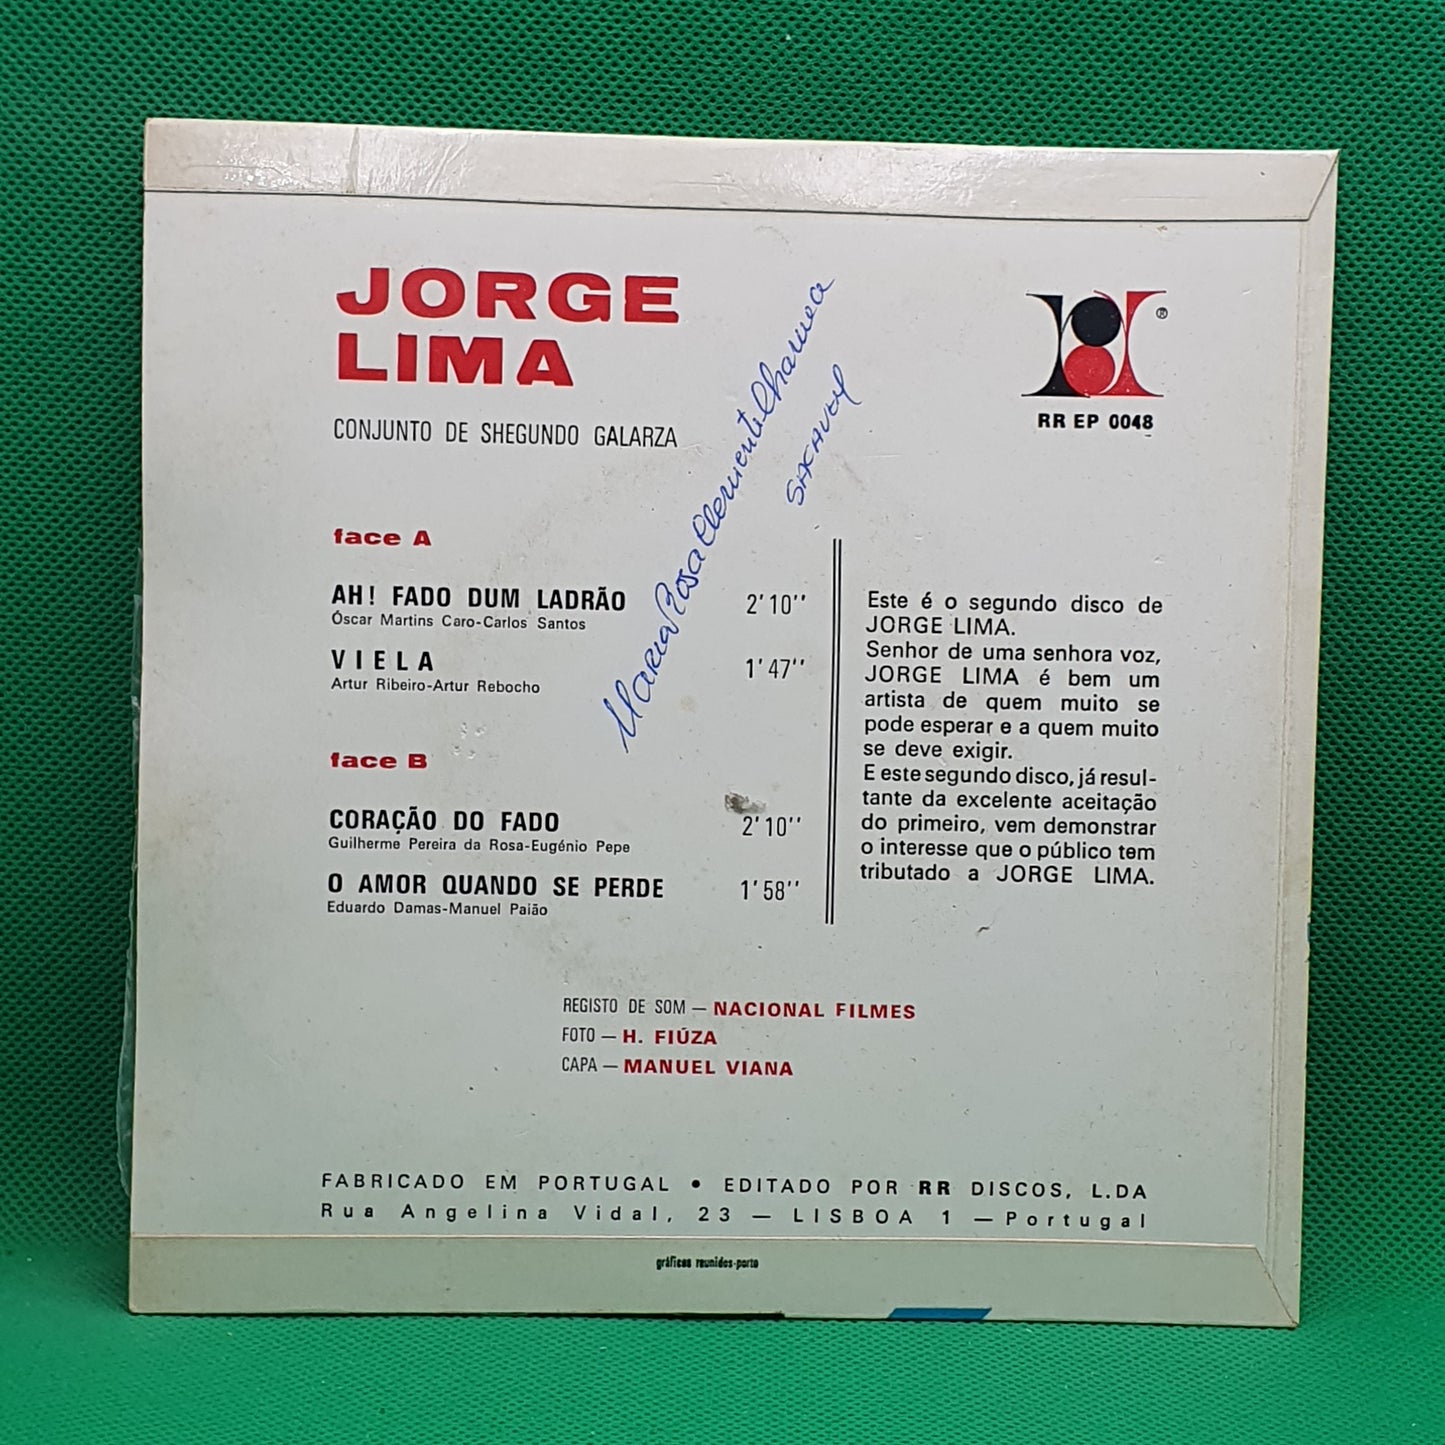 JORGE
LIMA
CONJUNTO DE SHEGUNDO GALARZA
®
RR EP 0048
Maria Rosa Clemente
SACAVEM
face A
AH! FADO DUM LADRÃO 2'10''
Óscar Martins Caro-Carlos Santos
VIELA 1'47''
Artur Ribeiro-Artur Rebocho
face B
CORAÇÃO DO FADO 2'10''
Guilherme Pereira da Rosa-Eugénio Pepe
O AMOR QUANDO SE PERDE 1'58''
Eduardo Damas-Manuel Paião
Este é o segundo disco de
JORGE LIMA.
Senhor de uma senhora voz,
JORGE LIMA é bem um
artista de quem muito se
pode esperar e a quem muito
se deve exigir.
E este segundo disco, já resul-
tante da excelente aceitação
do primeiro, vem demonstrar
o interesse que o público tem
tributado a JORGE LIMA.
REGISTO DE SOM — NACIONAL FILMES
FOTO — H. FIÚZA
CAPA — MANUEL VIANA
FABRICADO EM PORTUGAL • EDITADO POR RR DISCOS, L.DA
Rua Angelina Vidal, 23 — LISBOA 1 — Portugal
gráficas reunidas-porto